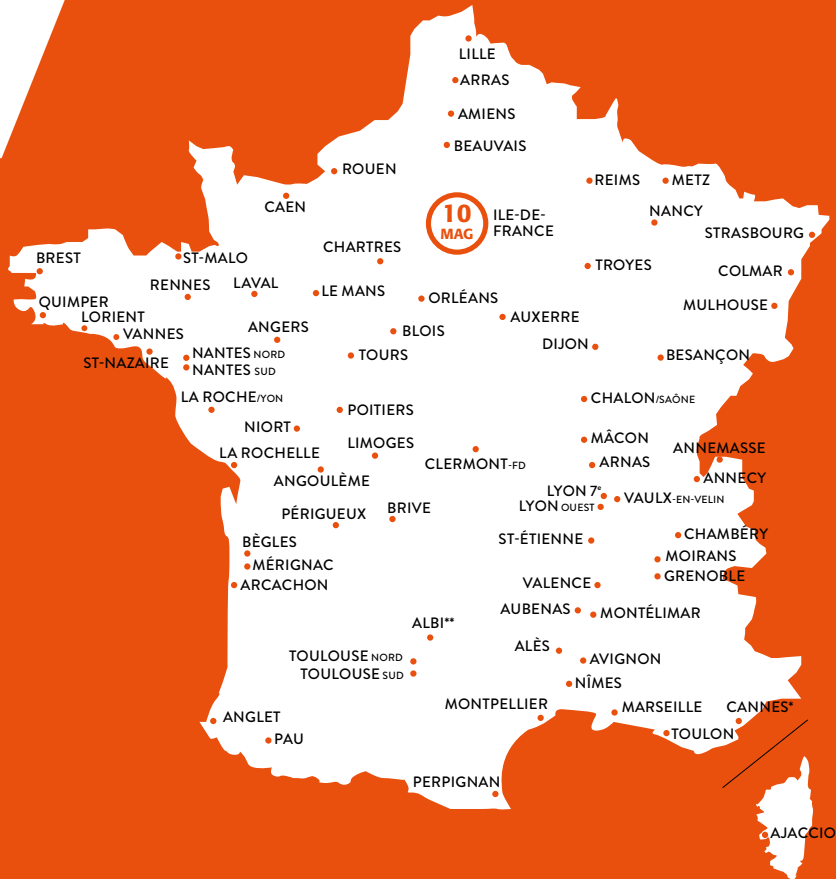 LILLE
ARRAS
AMIENS
BEAUVAIS
ROUEN
REIMS
METZ
CAEN
10
MAG
ILE-DE-
FRANCE
NANCY
STRASBOURG
CHARTRES
BREST
ST-MALO
TROYES
COLMAR
RENNES
LAVAL
LE MANS
ORLÉANS
QUIMPER
LORIENT
AUXERRE
MULHOUSE
VANNES
ANGERS
BLOIS
DIJON
ST-NAZAIRE
NANTES NORD
NANTES SUD
TOURS
BESANÇON
LA ROCHE/YON
POITIERS
CHALON/SAÔNE
NIORT
LA ROCHELLE
LIMOGES
MÂCON
ANNEMASSE
CLERMONT-FD
ARNAS
ANGOULÈME
ANNECY
LYON 7e
LYON OUEST
VAULX-EN-VELIN
PÉRIGUEUX
BRIVE
BÈGLES
ST-ÉTIENNE
CHAMBÉRY
MOIRANS
MÉRIGNAC
GRENOBLE
ARCACHON
VALENCE
AUBENAS
MONTÉLIMAR
ALBI**
ALÈS
TOULOUSE NORD
TOULOUSE SUD
AVIGNON
NÎMES
MONTPELLIER
MARSEILLE
CANNES*
ANGLET
TOULON
PAU
PERPIGNAN
AJACCIO